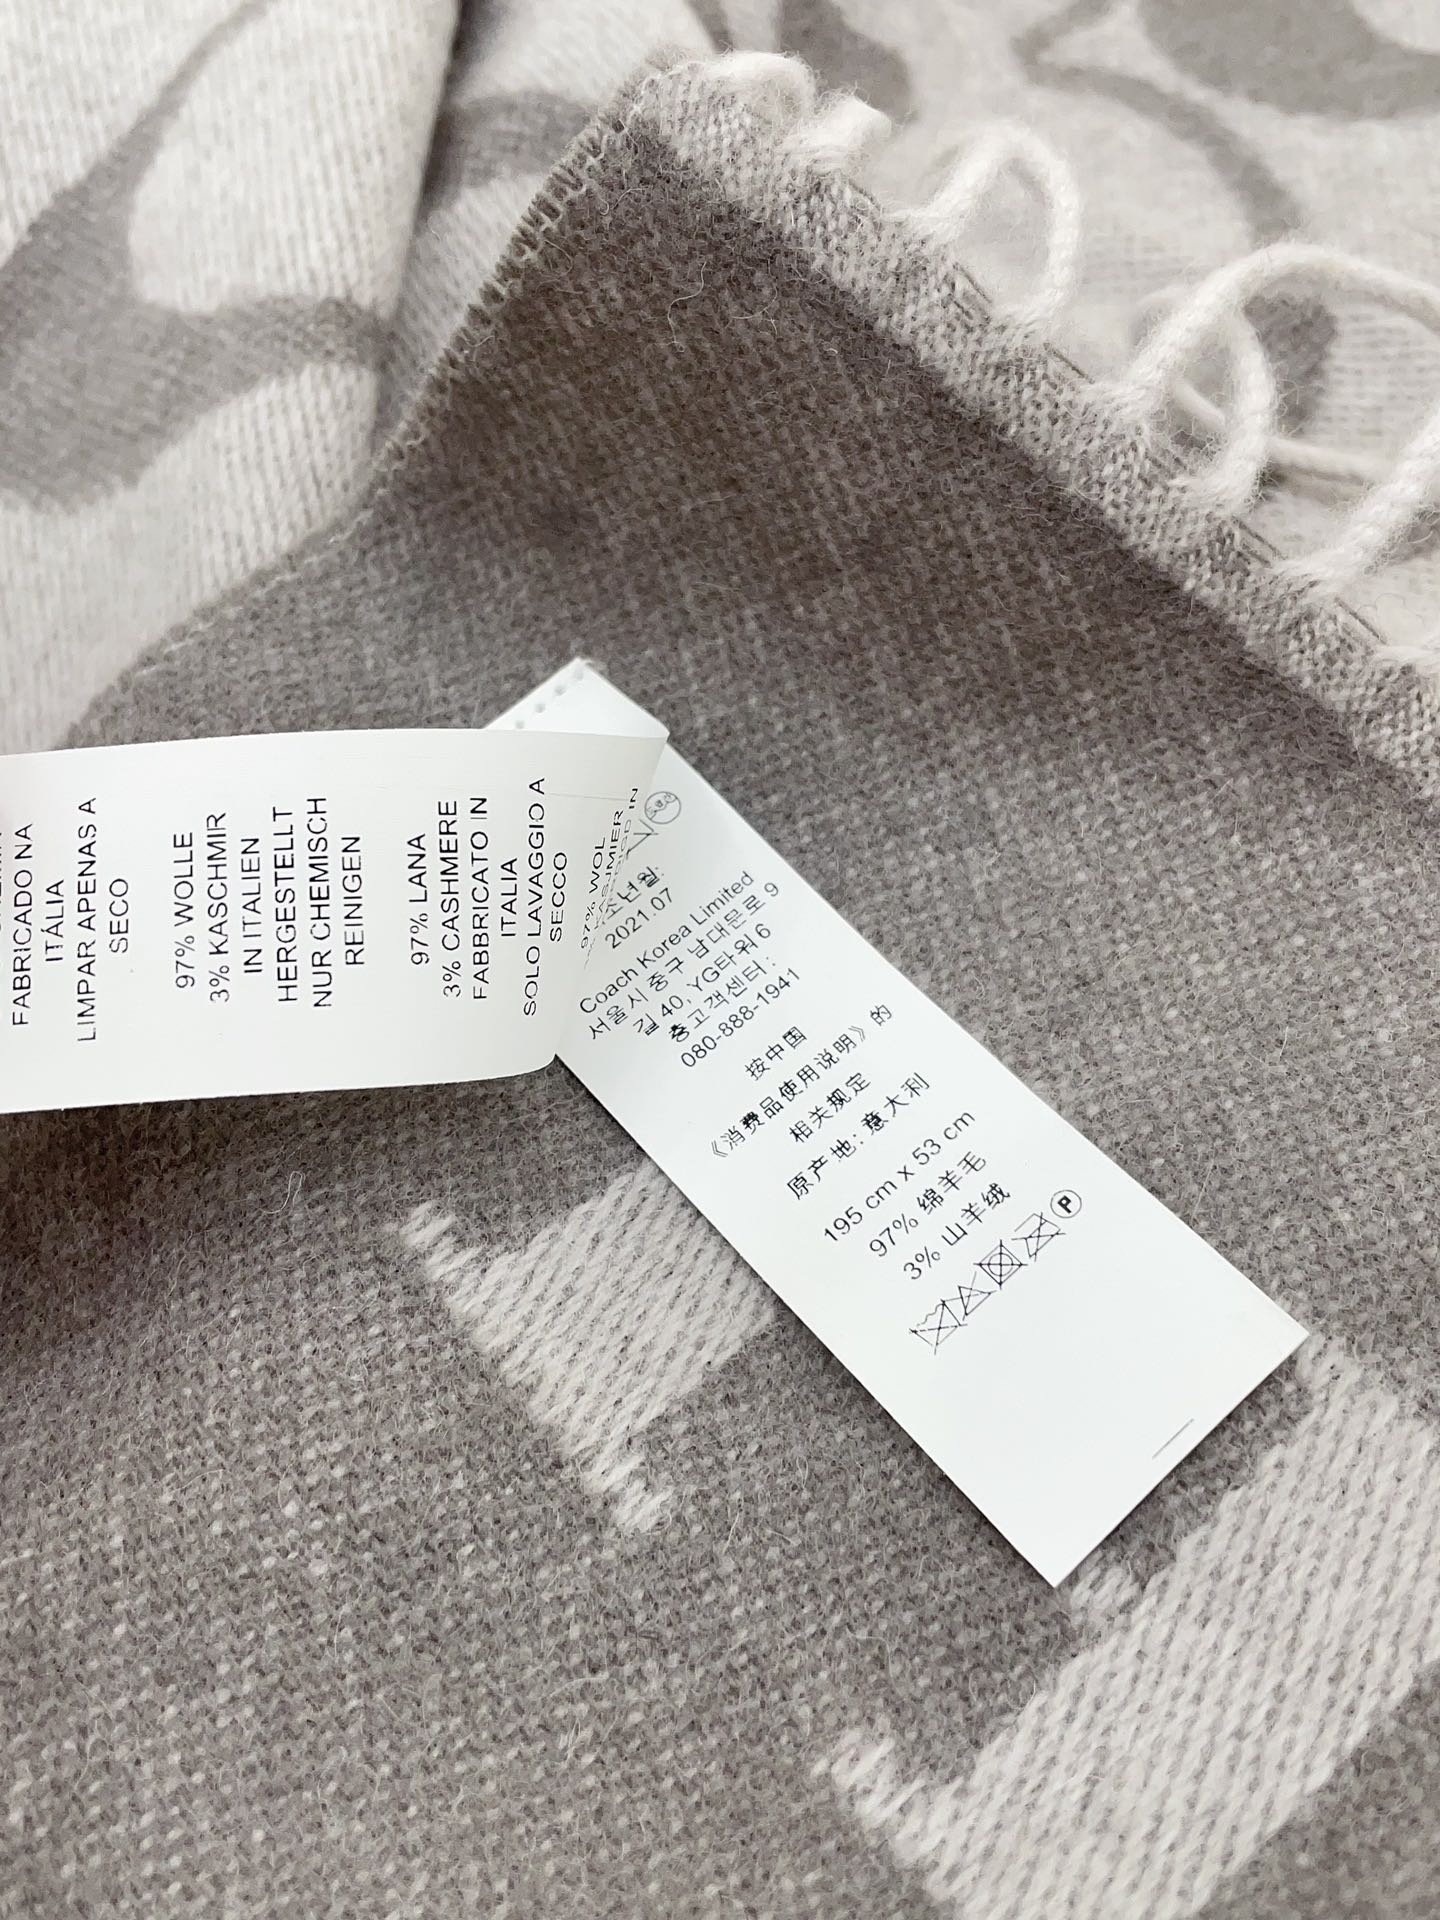 FABRICADO NA
ITÁLIA
LIMPAR APENAS A
SECO
97% WOLLE
3% KASCHMIR
IN ITALIEN
HERGESTELLT
NUR CHEMISCH
REINIGEN
97% LANA
3% CASHMERE
FABBRICATO IN
ITALIA
SOLO LAVAGGIO A
SECCO
97% WOL
KASJMIER
IN
2021.07
Coach Korea Limited
서울시 중구 남대문로 9
길 40, YG타워 6
층고객센터 :
080-888-1941
按中国
《消费品使用说明》的
相关规定
原产地: 意大利
195 cm x 53 cm
97% 绵羊毛
3% 山羊绒
P